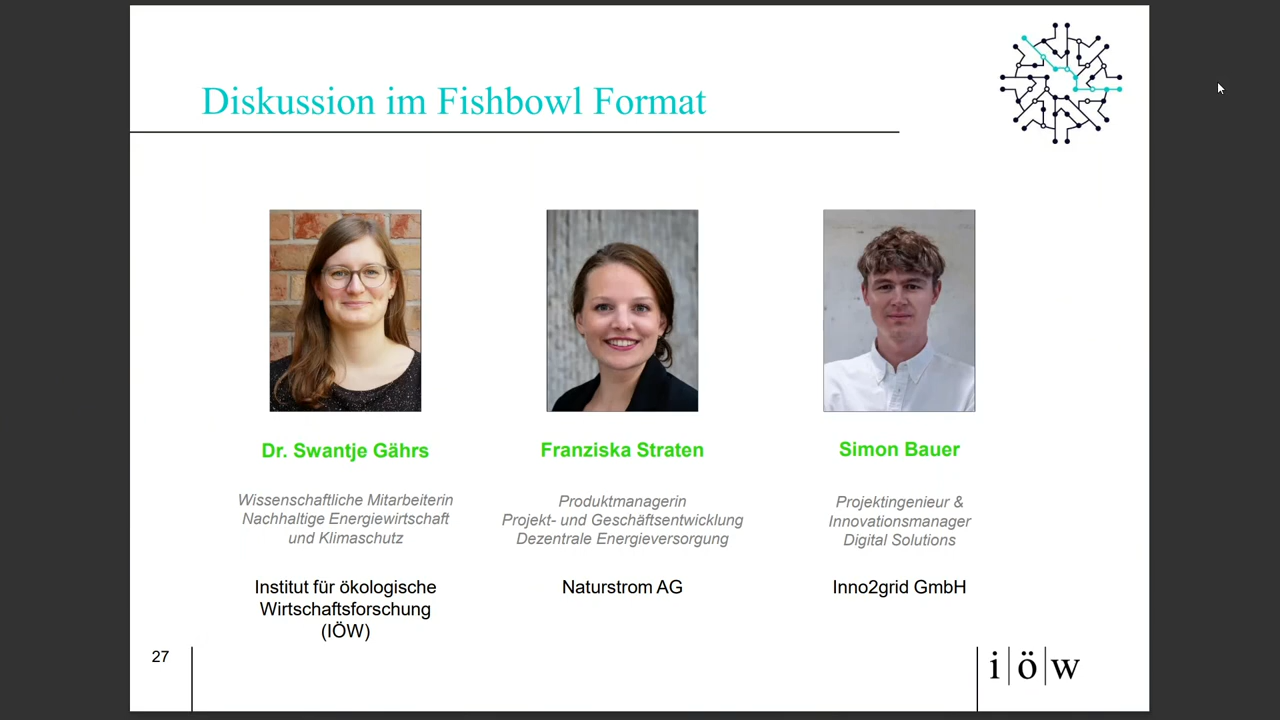 Diskussion im Fishbowl Format
Dr. Swantje Gährs
Wissenschaftliche Mitarbeiterin
Nachhaltige Energiewirtschaft
und Klimaschutz
Institut für ökologische
Wirtschaftsforschung
(IÖW)
Franziska Straten
Produktmanagerin
Projekt- und Geschäftsentwicklung
Dezentrale Energieversorgung
Naturstrom AG
Simon Bauer
Projektingenieur &
Innovationsmanager
Digital Solutions
Inno2grid GmbH
27
i|ö|w